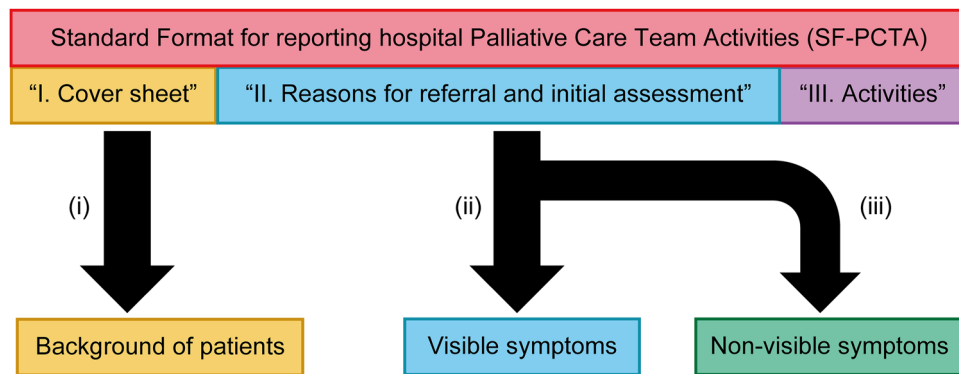 Standard Format for reporting hospital Palliative Care Team Activities (SF-PCTA)
“I. Cover sheet”
“II. Reasons for referral and initial assessment”
“III. Activities”
(i)
(ii)
(iii)
Background of patients
Visible symptoms
Non-visible symptoms